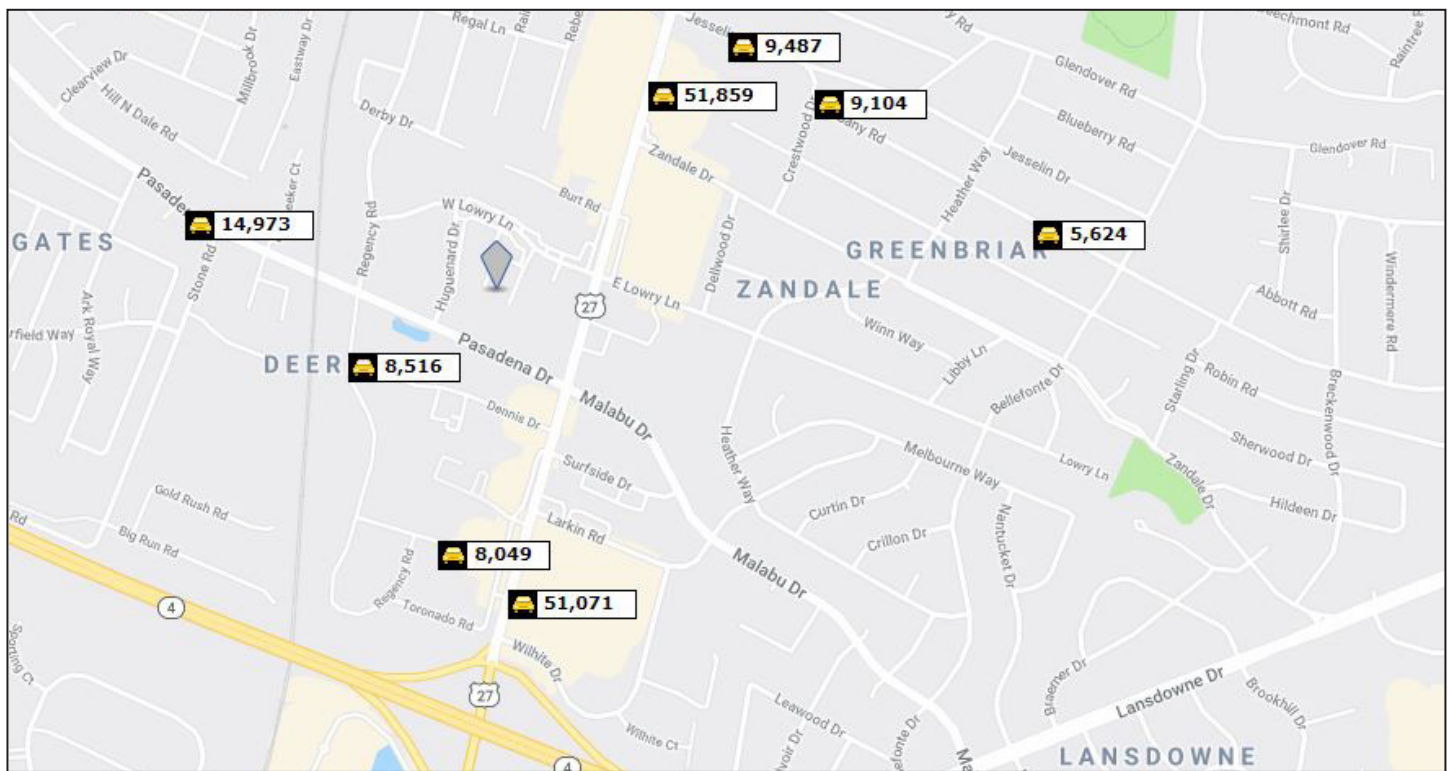 Regal Ln
Jesselin
9,487
Beechmont Rd
Raintree
Clearview Dr
Millbrook Dr
Eastway Dr
Glendover Rd
Hill N Dale Rd
Derby Dr
51,859
9,104
Crestwood Dr
Blueberry Rd
Glendover Rd
Zandale Dr
Heather Way
Jesselin Dr
Pasadena
Burt Rd
W Lowry Ln
Shirlee Dr
14,973
Regency Rd
Huguenard Dr
Dellwood Dr
5,624
GATES
GREENBRIAR
Stone Rd
Windermere Rd
ZANDALE
E Lowry Ln
27
Abbott Rd
Ark Royal Way
Winn Way
Pasadena Dr
Libby Ln
DEER
8,516
Starling Dr
Robin Rd
Bellefonte Dr
Breckenwood Dr
Dennis Dr
Malabu Dr
Heather Way
Sherwood Dr
Surfside Dr
Melbourne Way
Lowry Ln
Zandale Dr
Gold Rush Rd
Curtin Dr
Hildeen Dr
Rd
Big Run Rd
Larkin Rd
Nantucket Dr
Crillon Dr
8,049
Regency Rd
Malabu Dr
4
Toronado Rd
51,071
Wilhite Dr
Sporting Ct
27
Braemer Dr
Brookhill Dr
Leawood Dr
Lansdowne Dr
Wilhite Ct
LANSDOWNE
4